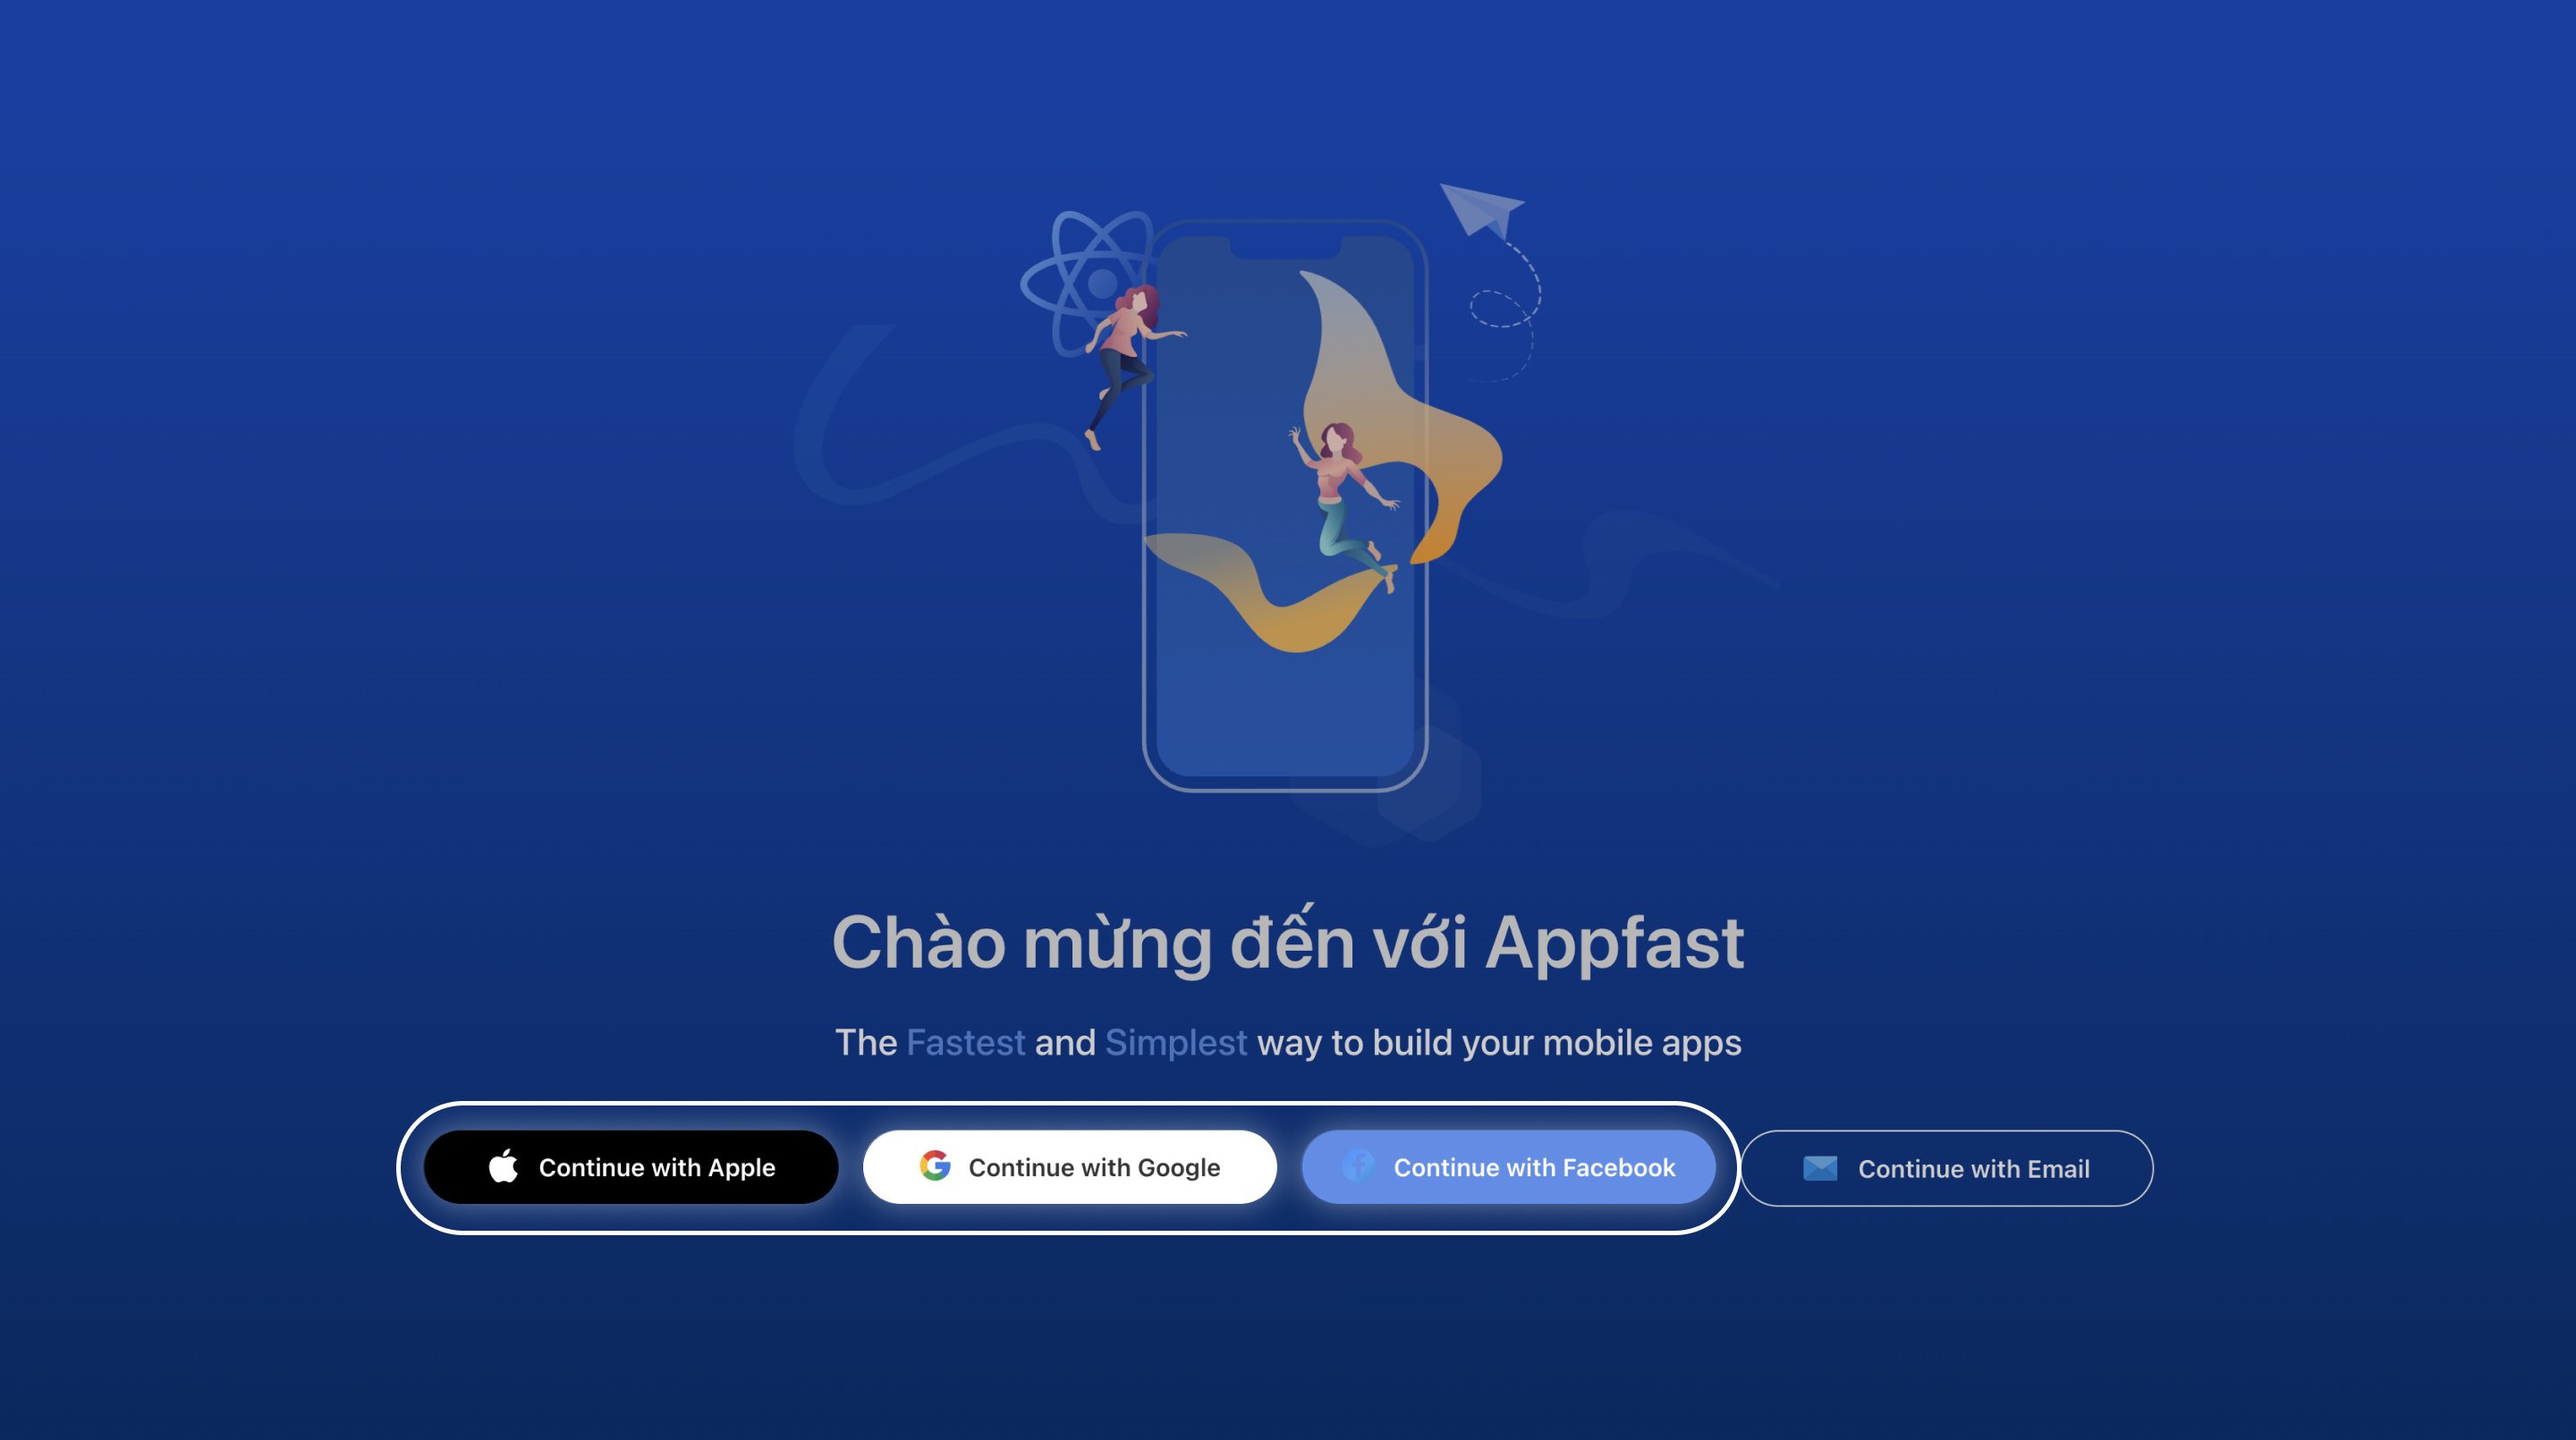 Chào mừng đến với Appfast
The Fastest and Simplest way to build your mobile apps
Continue with Apple
Continue with Google
Continue with Facebook
Continue with Email